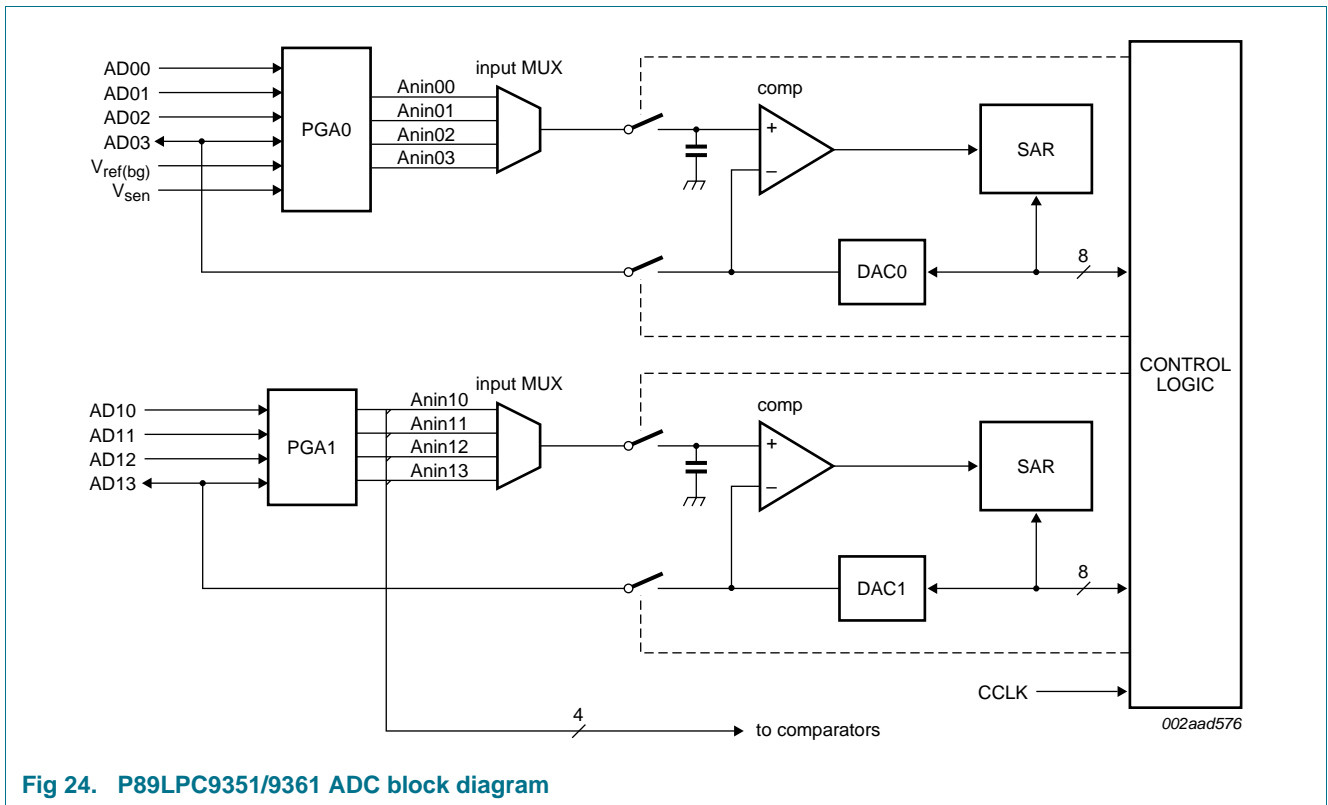 AD00
AD01
AD02
AD03
Vref(bg)
Vsen
PGA0
Anin00
Anin01
Anin02
Anin03
input MUX
comp
+
–
SAR
DAC0
8
CONTROL
LOGIC
AD10
AD11
AD12
AD13
PGA1
Anin10
Anin11
Anin12
Anin13
input MUX
comp
+
–
SAR
DAC1
8
CCLK
4
to comparators
002aad576
Fig 24. P89LPC9351/9361 ADC block diagram